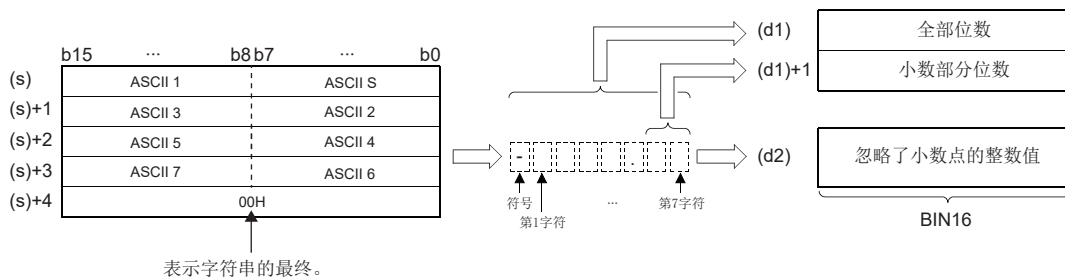 b15 ... b8 b7 ... b0
(s) ASCII 1 ASCII S
(s)+1 ASCII 3 ASCII 2
(s)+2 ASCII 5 ASCII 4
(s)+3 ASCII 7 ASCII 6
(s)+4 00H
表示字符串的最终。
- .
符号 ... 第7字符
第1字符
(d1) 全部位数
(d1)+1 小数部分位数
(d2) 忽略了小数点的整数值
BIN16